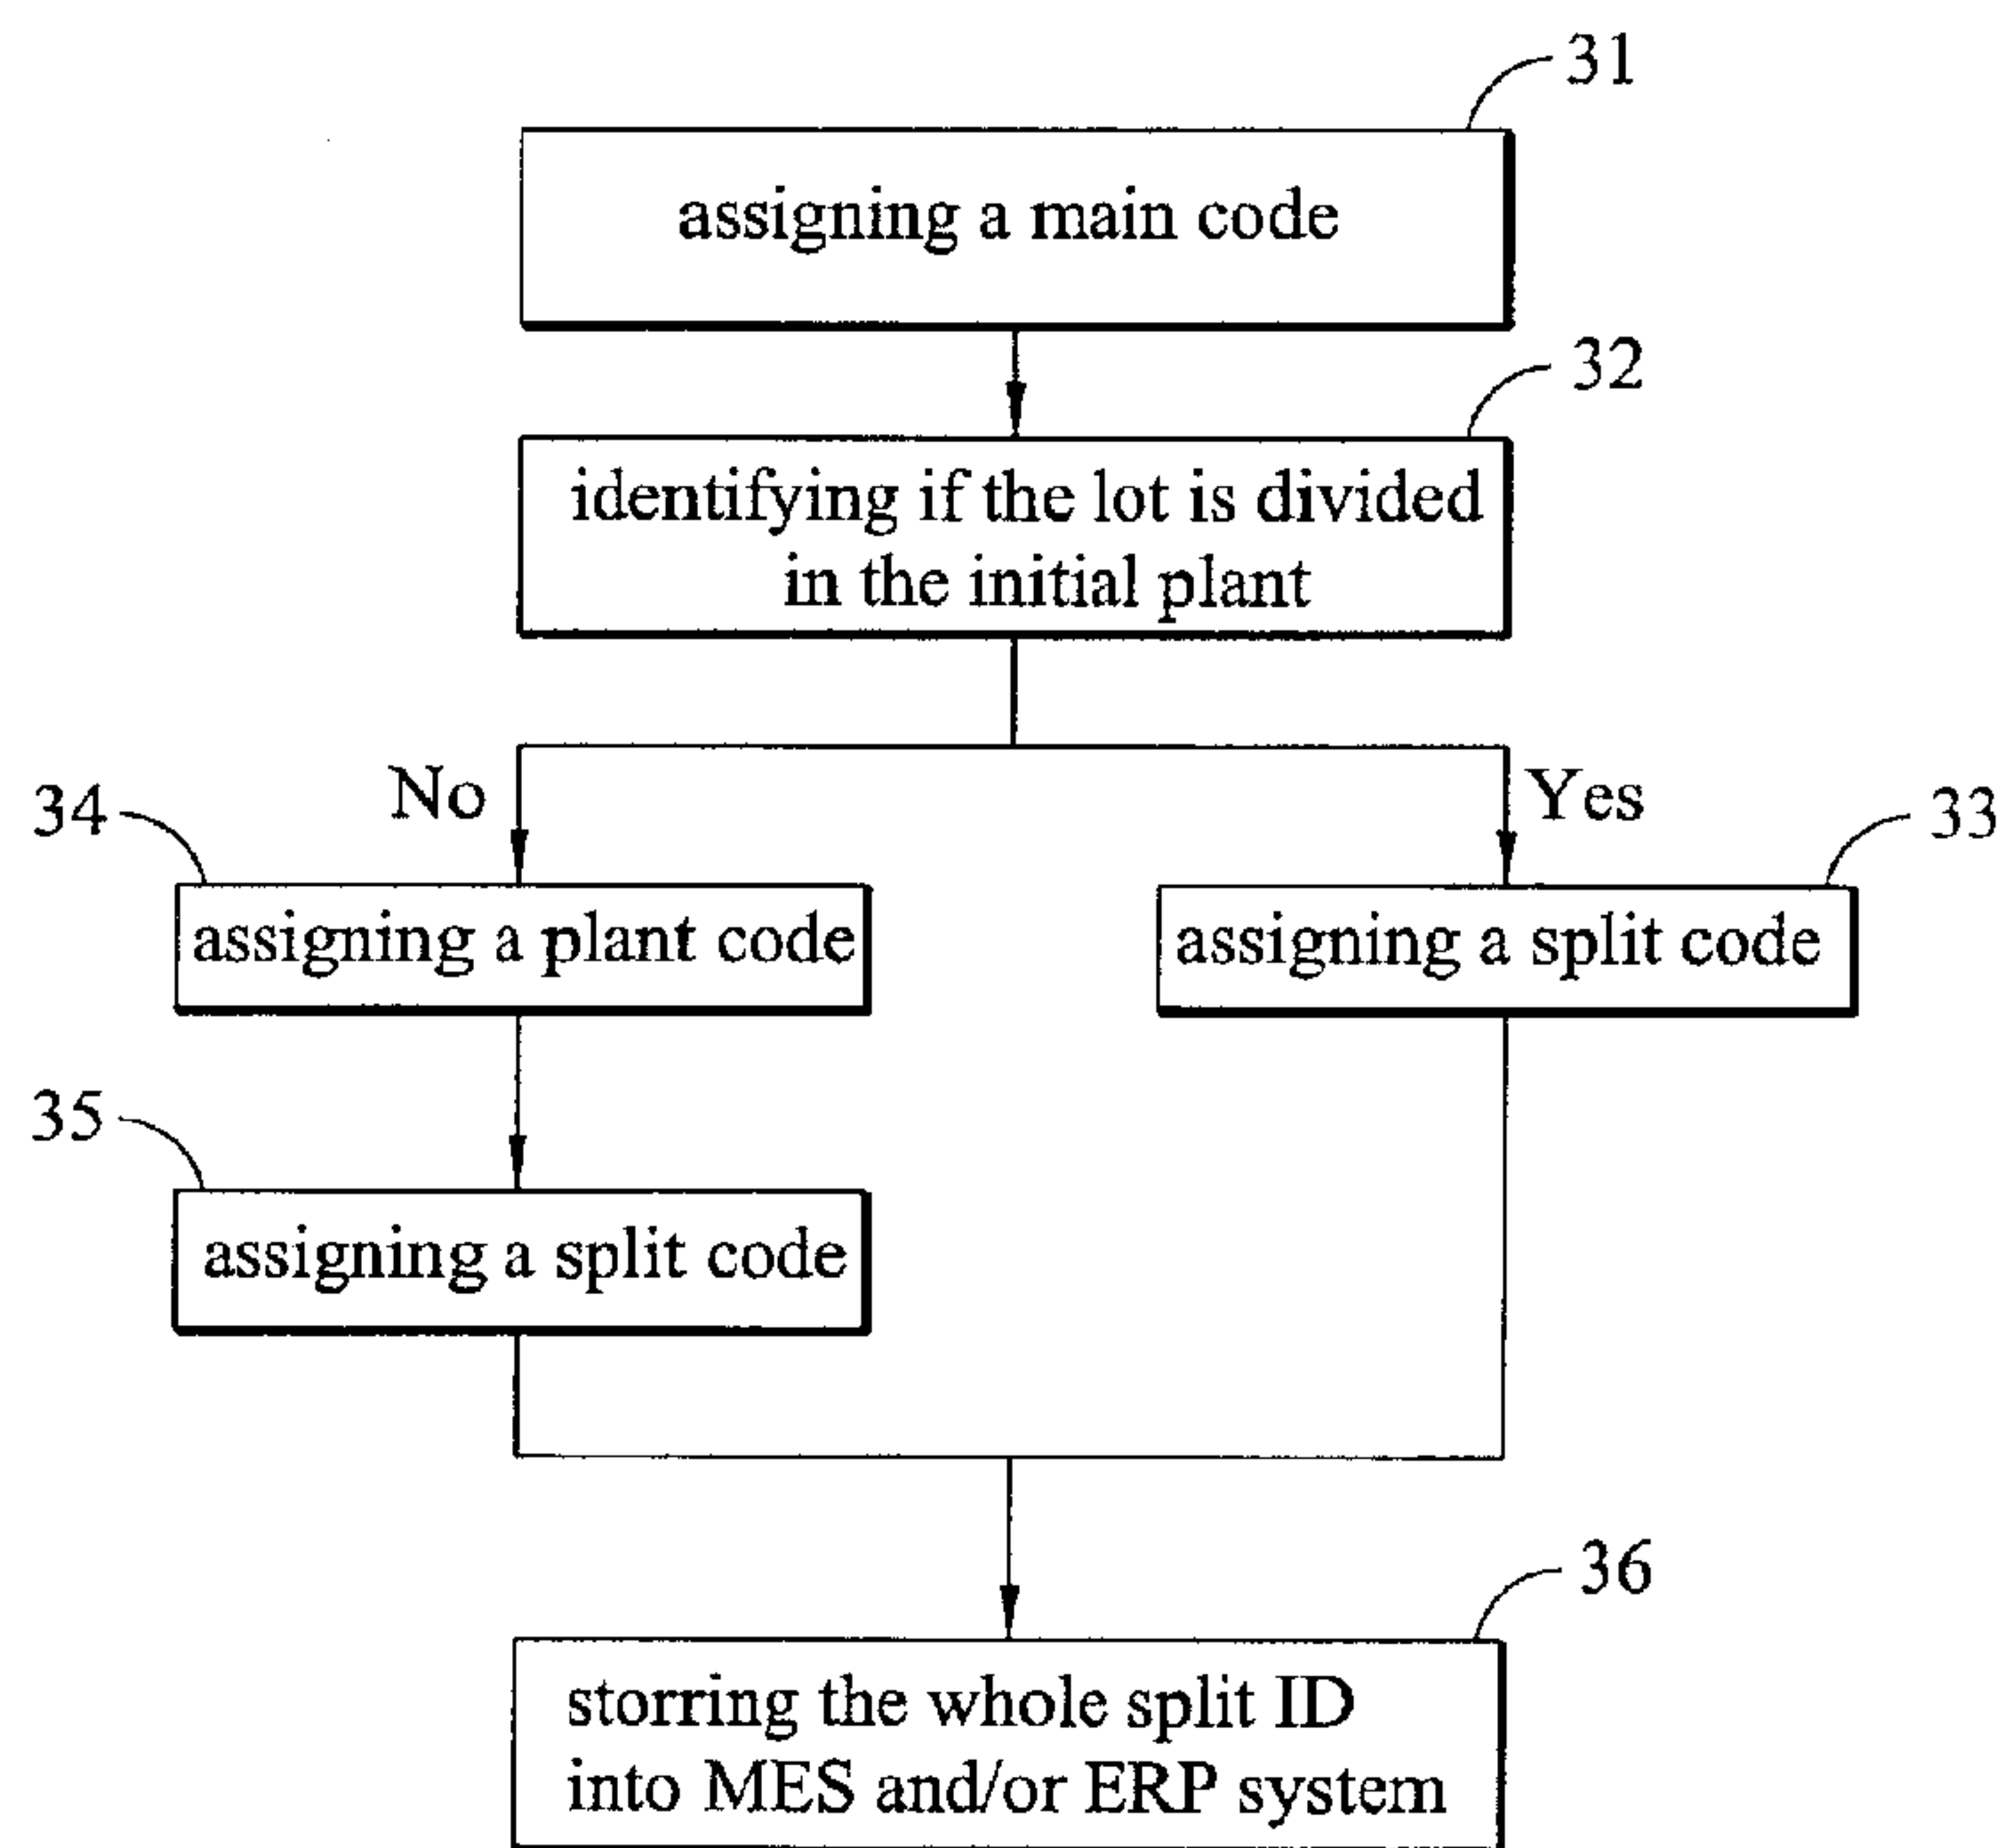 31
assigning a main code
32
identifying if the lot is divided
in the initial plant
No
Yes
34
33
assigning a plant code
assigning a split code
35
assigning a split code
36
storring the whole split ID
into MES and/or ERP system